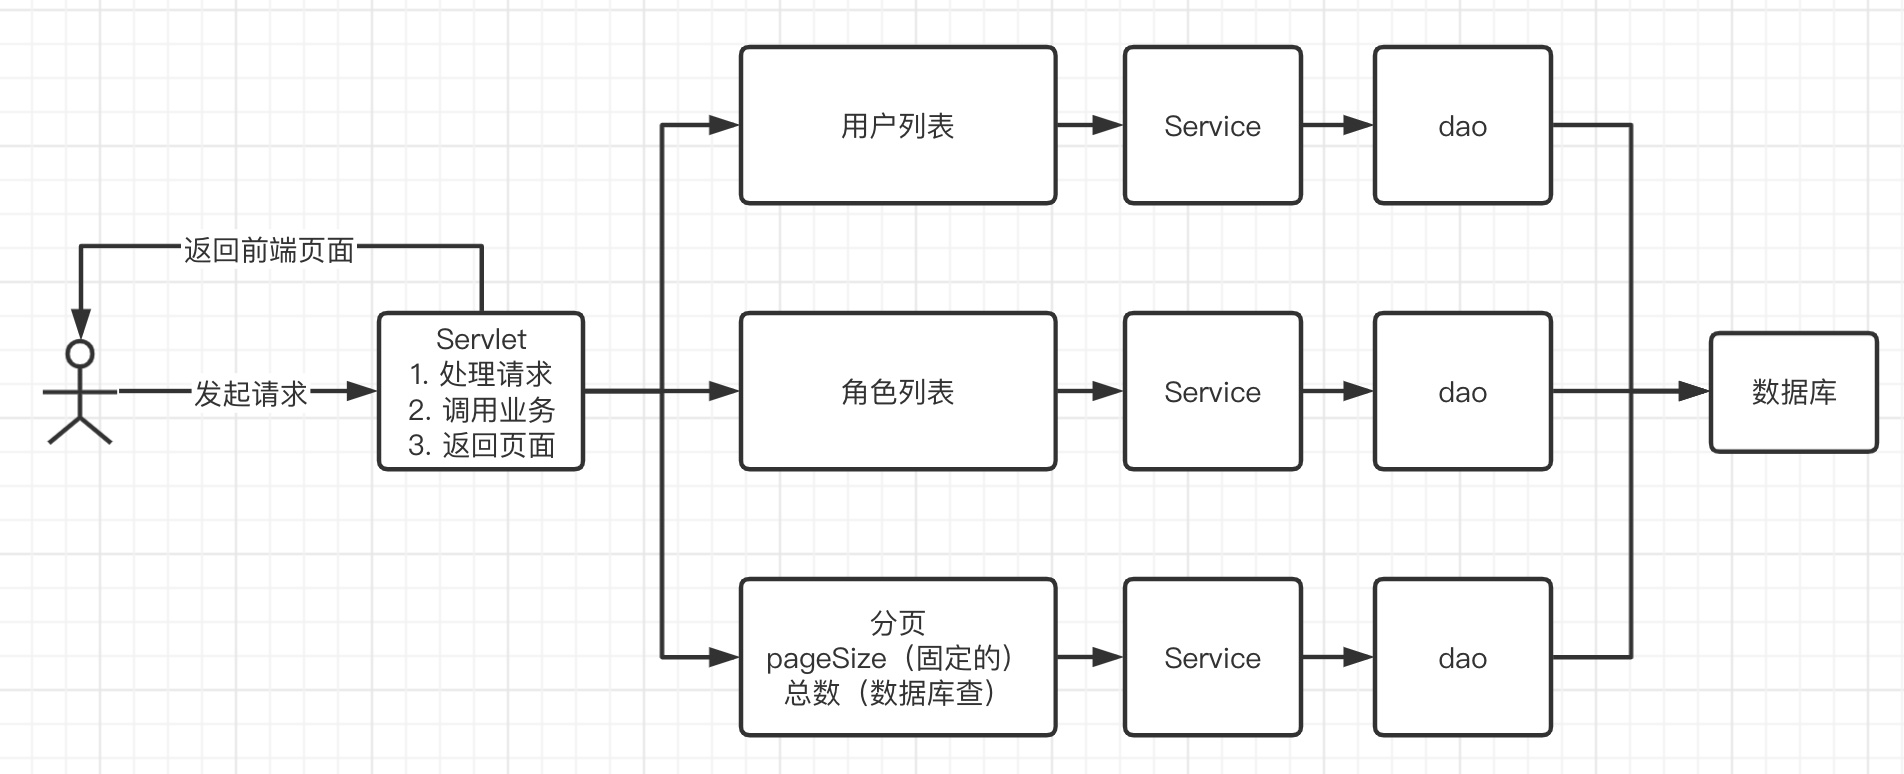 用户列表
Service
dao
返回前端页面
发起请求
Servlet
1. 处理请求
2. 调用业务
3. 返回页面
角色列表
Service
dao
数据库
分页
pageSize（固定的）
总数（数据库查）
Service
dao